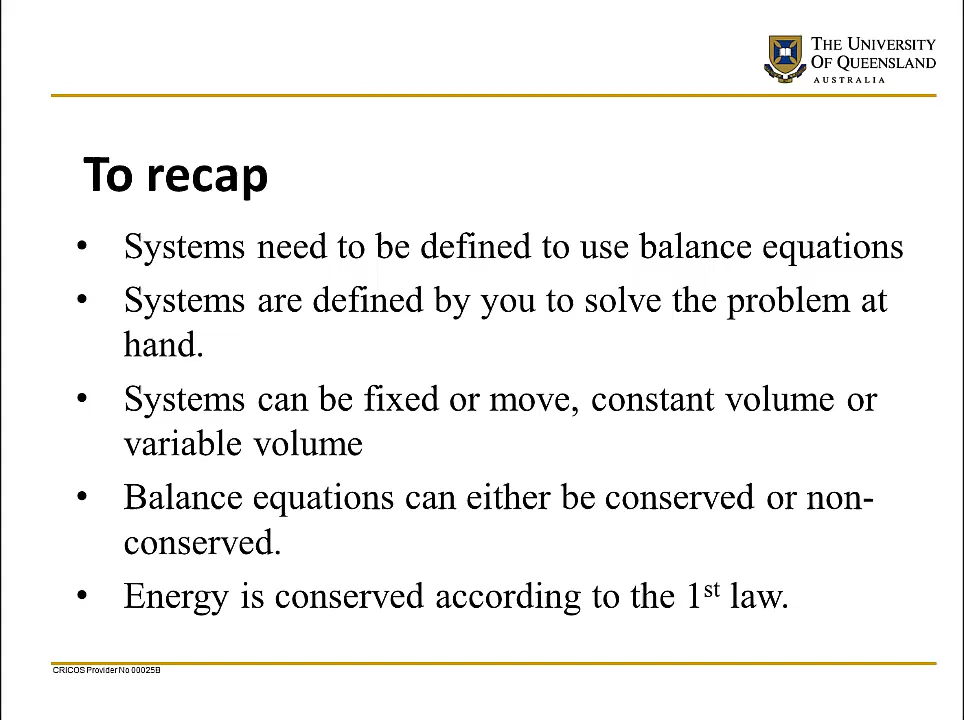 THE UNIVERSITY
OF QUEENSLAND
AUSTRALIA
To recap
• Systems need to be defined to use balance equations
• Systems are defined by you to solve the problem at
hand.
• Systems can be fixed or move, constant volume or
variable volume
• Balance equations can either be conserved or non-
conserved.
• Energy is conserved according to the 1st law.
CRICOS Provider No 00025B